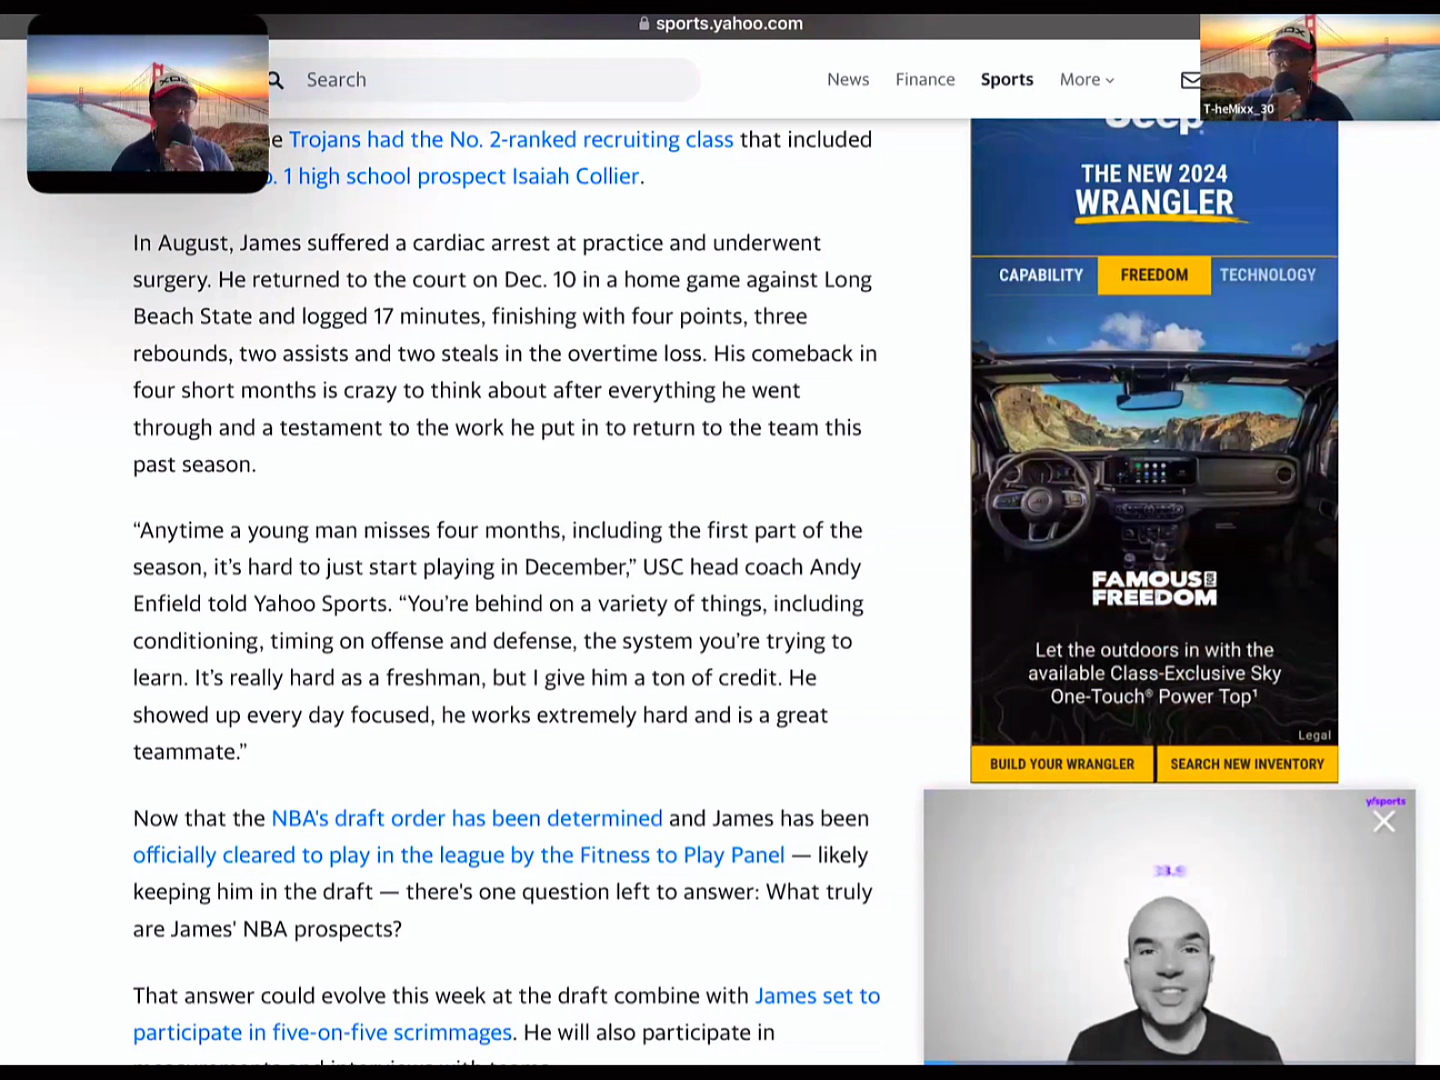 sports.yahoo.com
Search
News Finance Sports More
T-heMixx_30
Trojans had the No. 2-ranked recruiting class that included
1 high school prospect Isaiah Collier.
In August, James suffered a cardiac arrest at practice and underwent
surgery. He returned to the court on Dec. 10 in a home game against Long
Beach State and logged 17 minutes, finishing with four points, three
rebounds, two assists and two steals in the overtime loss. His comeback in
four short months is crazy to think about after everything he went
through and a testament to the work he put in to return to the team this
past season.
“Anytime a young man misses four months, including the first part of the
season, it’s hard to just start playing in December,” USC head coach Andy
Enfield told Yahoo Sports. “You’re behind on a variety of things, including
conditioning, timing on offense and defense, the system you’re trying to
learn. It’s really hard as a freshman, but I give him a ton of credit. He
showed up every day focused, he works extremely hard and is a great
teammate.”
Now that the NBA's draft order has been determined and James has been
officially cleared to play in the league by the Fitness to Play Panel — likely
keeping him in the draft — there's one question left to answer: What truly
are James' NBA prospects?
That answer could evolve this week at the draft combine with James set to
participate in five-on-five scrimmages. He will also participate in
Jeep
THE NEW 2024
WRANGLER
CAPABILITY FREEDOM TECHNOLOGY
FAMOUS FOR
FREEDOM
Let the outdoors in with the
available Class-Exclusive Sky
One-Touch® Power Top¹
Legal
BUILD YOUR WRANGLER SEARCH NEW INVENTORY
y/sports